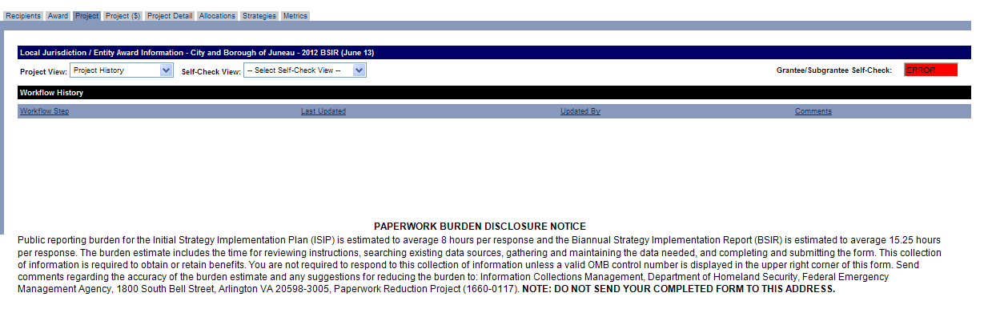 Recipients Award Project Project ($) Project Detail Allocations Strategies Metrics
Local Jurisdiction / Entity Award Information - City and Borough of Juneau - 2012 BSIR (June 13)
Project View: Project History Self-Check View: -- Select Self-Check View -- Grantee/Subgrantee Self-Check: ERROR
Workflow History
Workflow Step Last Updated Updated By Comments
PAPERWORK BURDEN DISCLOSURE NOTICE
Public reporting burden for the Initial Strategy Implementation Plan (ISIP) is estimated to average 8 hours per response and the Biannual Strategy Implementation Report (BSIR) is estimated to average 15.25 hours
per response. The burden estimate includes the time for reviewing instructions, searching existing data sources, gathering and maintaining the data needed, and completing and submitting the form. This collection
of information is required to obtain or retain benefits. You are not required to respond to this collection of information unless a valid OMB control number is displayed in the upper right corner of this form. Send
comments regarding the accuracy of the burden estimate and any suggestions for reducing the burden to: Information Collections Management, Department of Homeland Security, Federal Emergency
Management Agency, 1800 South Bell Street, Arlington VA 20598-3005, Paperwork Reduction Project (1660-0117). NOTE: DO NOT SEND YOUR COMPLETED FORM TO THIS ADDRESS.